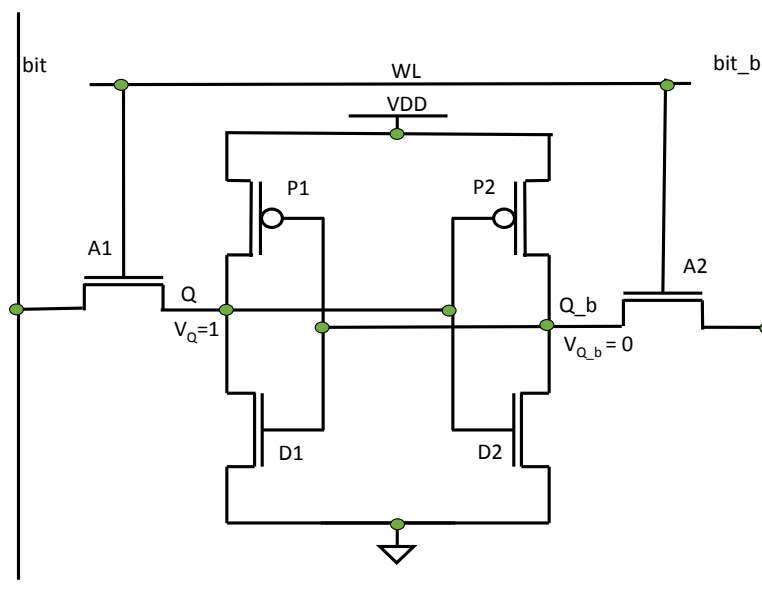 bit
WL
bit_b
VDD
P1
P2
A1
A2
Q
Q_b
V_Q=1
V_Q_b = 0
D1
D2